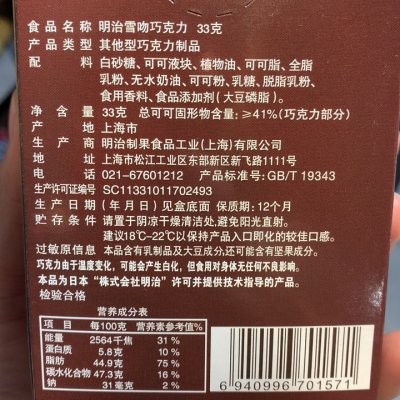 食品名称 明治雪吻巧克力 33克
产品类型 其他型巧克力制品
配料 白砂糖、可可液块、植物油、可可脂、全脂
乳粉、无水奶油、可可粉、乳糖、脱脂乳粉、
食用香料、食品添加剂(大豆磷脂)。
净含量 33克 总可可固形物含量:≥41%(巧克力部分)
产地 上海市
生产商 明治制果食品工业(上海)有限公司
地址 上海市松江工业区东部新区新飞路1111号
电话 021-67601212 产品标准号:GB/T 19343
生产许可证编号 SC11331011702493
生产日期 (年月日)见盒底面 保质期:12个月
贮存条件 请置于阴凉干燥清洁处,避免阳光直射。
建议18℃-22℃以保持产品入口即化的较佳口感。
过敏原信息 本品含有乳制品及大豆成分,还可能含有坚果成分。
巧克力由于温度变化,可能会产生白化,但食用对身体无任何不良影响。
本品为日本“株式会社明治”许可并提供技术指导的产品。
检验合格
营养成分表
项目 每100克 营养素参考值%
能量 2564千焦 31%
蛋白质 5.8克 10%
脂肪 44.9克 75%
碳水化合物 47.3克 16%
钠 31毫克 2%
6 940996 701571